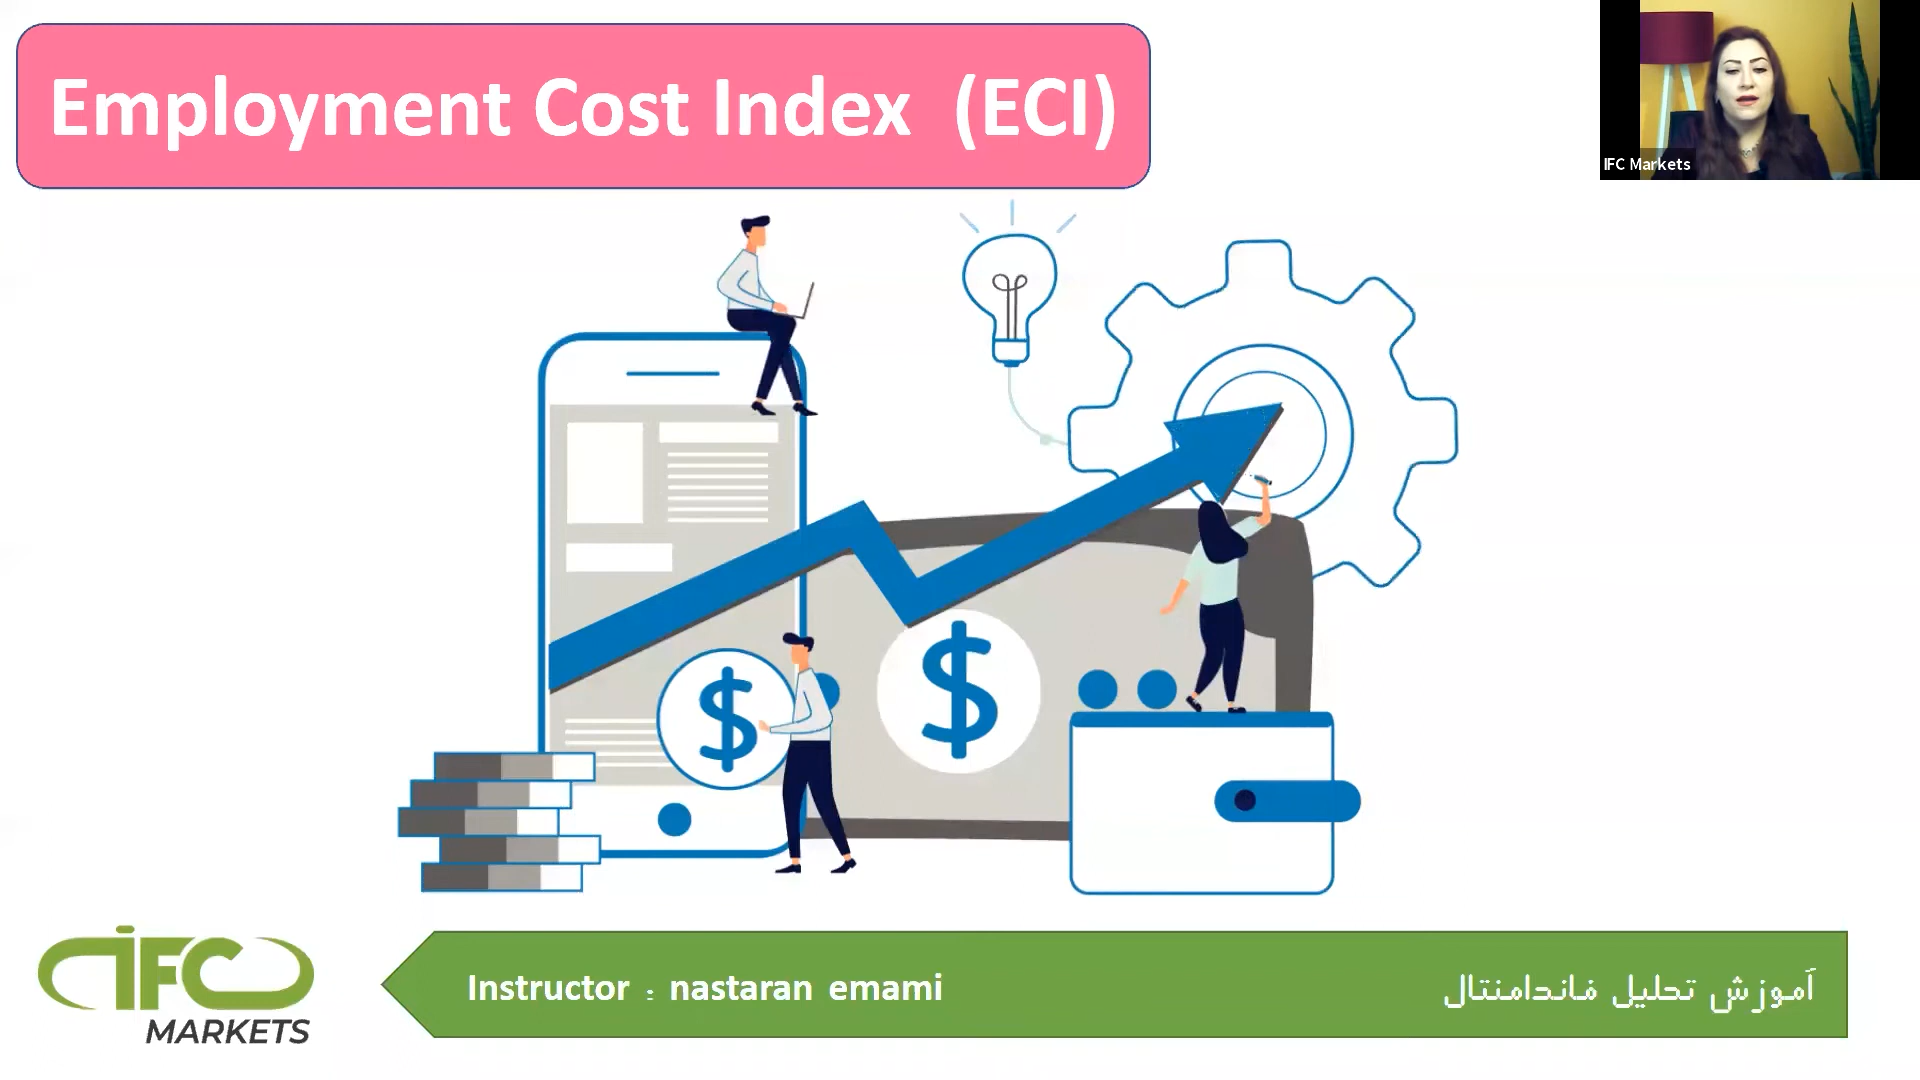 Employment Cost Index (ECI)
IFC Markets
$
$
IFC
MARKETS
Instructor : nastaran emami
آموزش تحلیل فاندامنتال